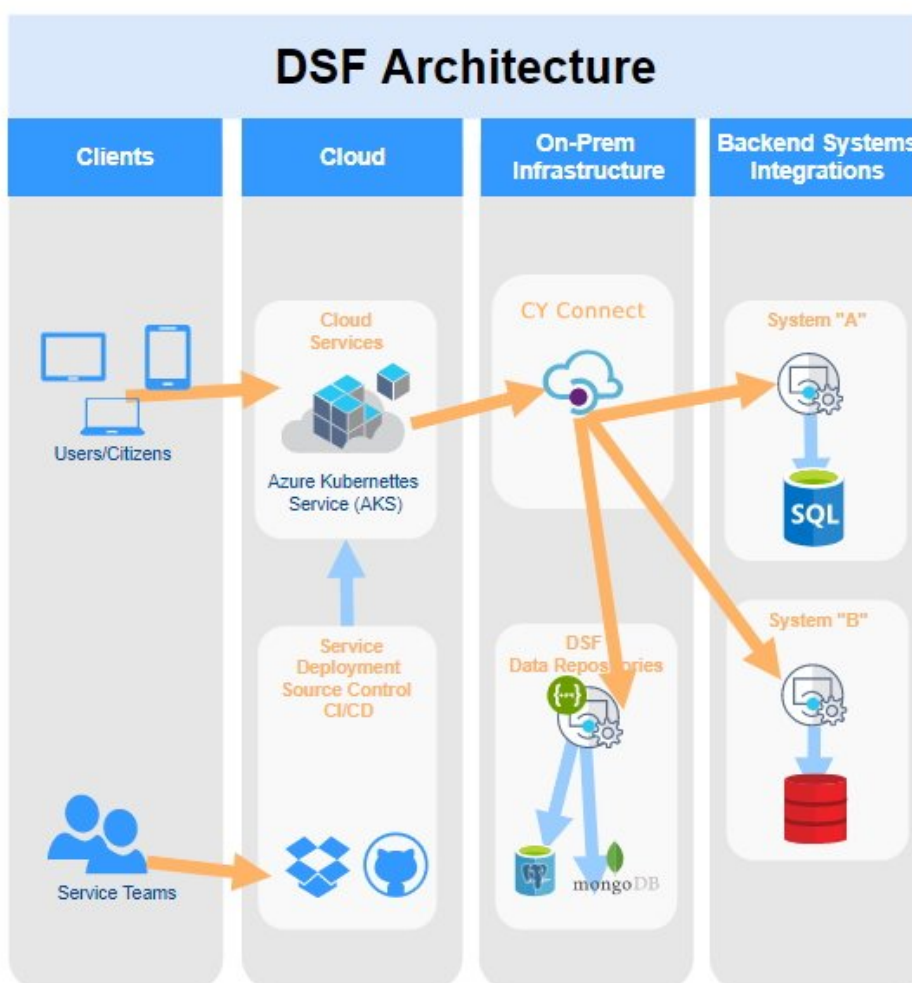 DSF Architecture
Clients
Cloud
On-Prem
Infrastructure
Backend Systems
Integrations
Users/Citizens
Cloud
Services
Azure Kubernettes
Service (AKS)
CY Connect
System "A"
SQL
Service
Deployment
Source Control
CI/CD
DSF
Data Repositories
System "B"
Service Teams
mongoDB